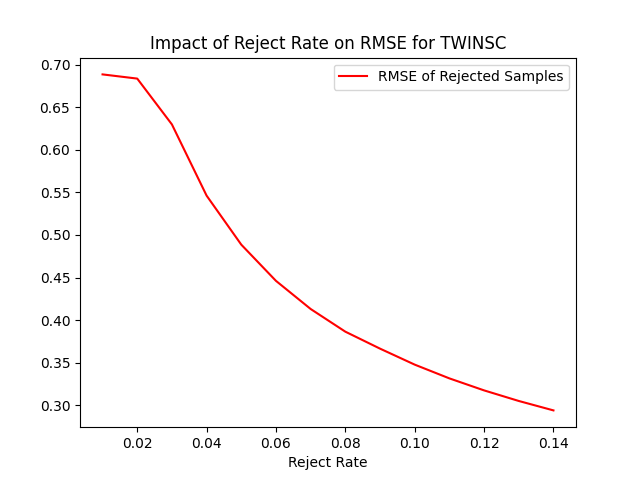 Impact of Reject Rate on RMSE for TWINSC
RMSE of Rejected Samples
0.70
0.65
0.60
0.55
0.50
0.45
0.40
0.35
0.30
0.02 0.04 0.06 0.08 0.10 0.12 0.14
Reject Rate